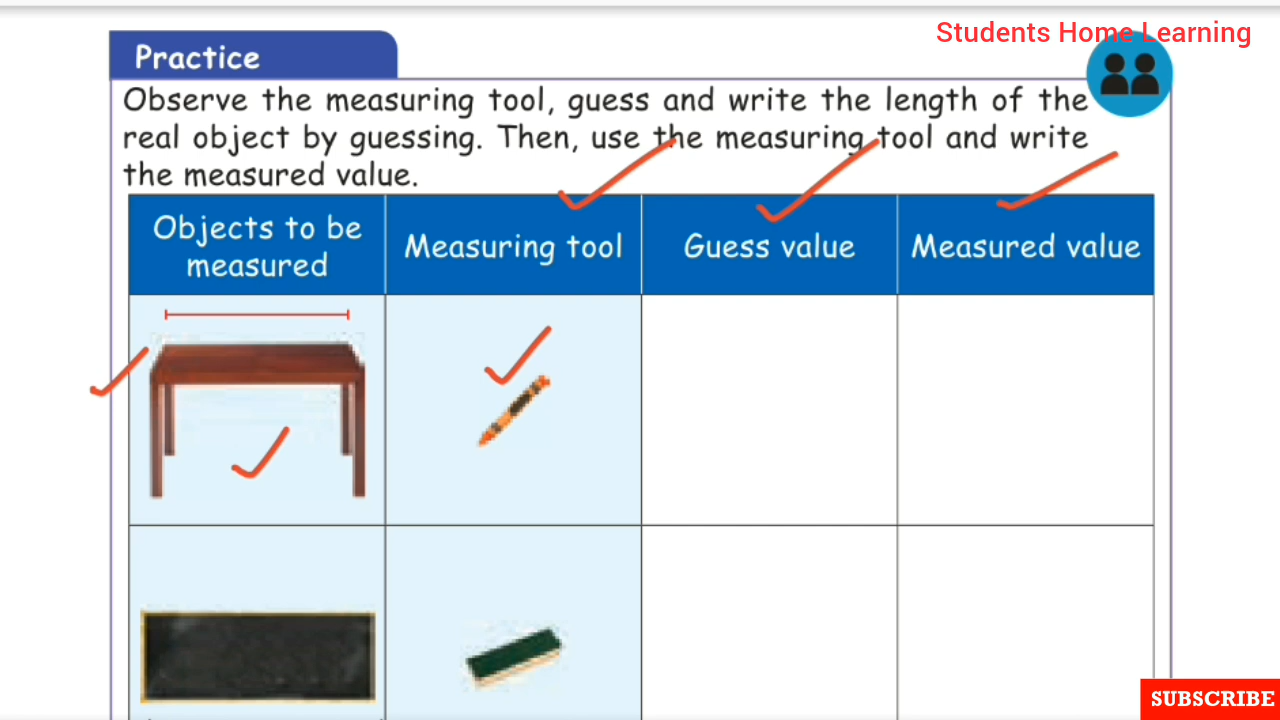 Students Home Learning
Practice
Observe the measuring tool, guess and write the length of the
real object by guessing. Then, use the measuring tool and write
the measured value.
Objects to be
measured
Measuring tool
Guess value
Measured value
SUBSCRIBE